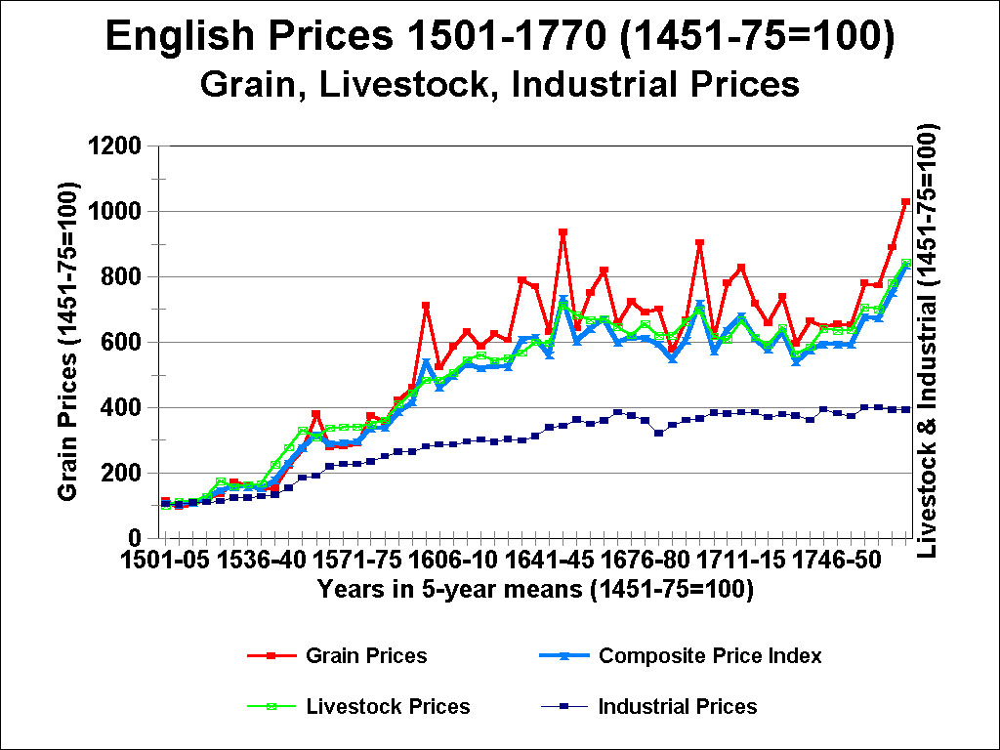 English Prices 1501-1770 (1451-75=100)
Grain, Livestock, Industrial Prices
Grain Prices (1451-75=100)
1200
1000
800
600
400
200
0
Livestock & Industrial (1451-75=100)
1501-05 1536-40 1571-75 1606-10 1641-45 1676-80 1711-15 1746-50
Years in 5-year means (1451-75=100)
Grain Prices Composite Price Index
Livestock Prices Industrial Prices